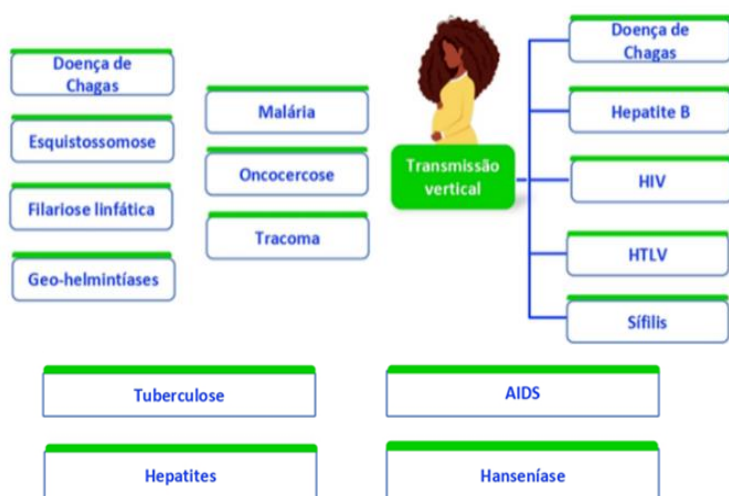 Doença de
Chagas
Esquistossomose
Filariose linfática
Geo-helmintíases
Malária
Oncocercose
Tracoma
Transmissão
vertical
Doença de
Chagas
Hepatite B
HIV
HTLV
Sífilis
Tuberculose
AIDS
Hepatites
Hanseníase